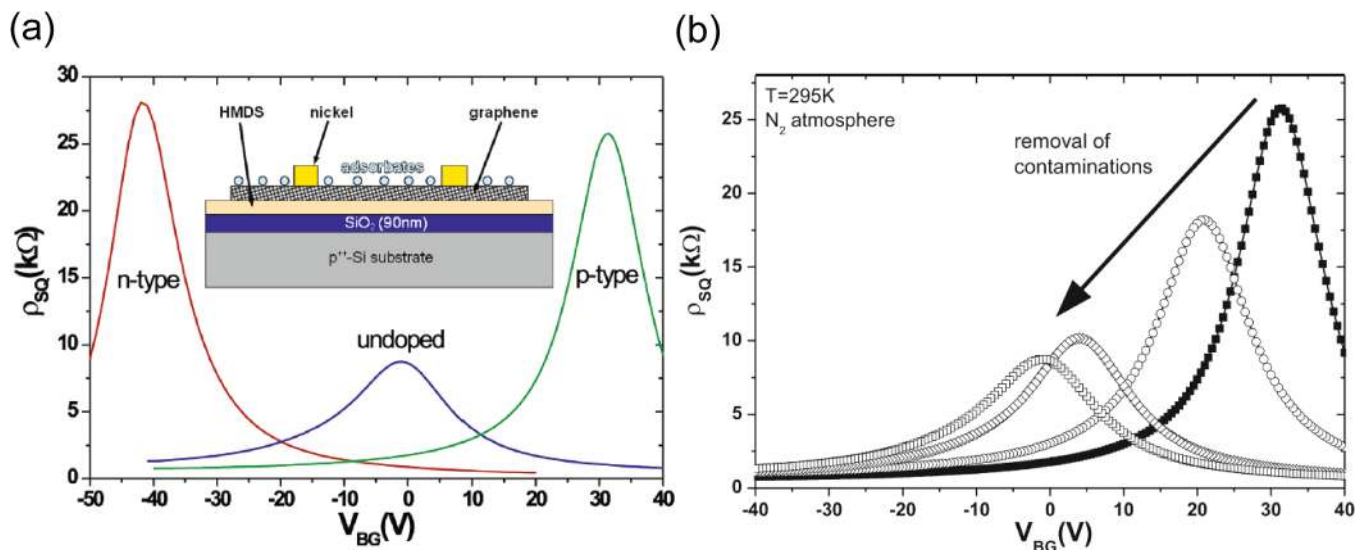 (a)
30
25
20
15
10
5
0
ρSQ(kΩ)
-50 -40 -30 -20 -10 0 10 20 30 40
VBG(V)
HMDS
nickel
graphene
adsorbates
SiO2 (90nm)
p++-Si substrate
n-type
undoped
p-type
(b)
25
20
15
10
5
0
ρSQ(kΩ)
-40 -30 -20 -10 0 10 20 30 40
VBG(V)
T=295K
N2 atmosphere
removal of
contaminations